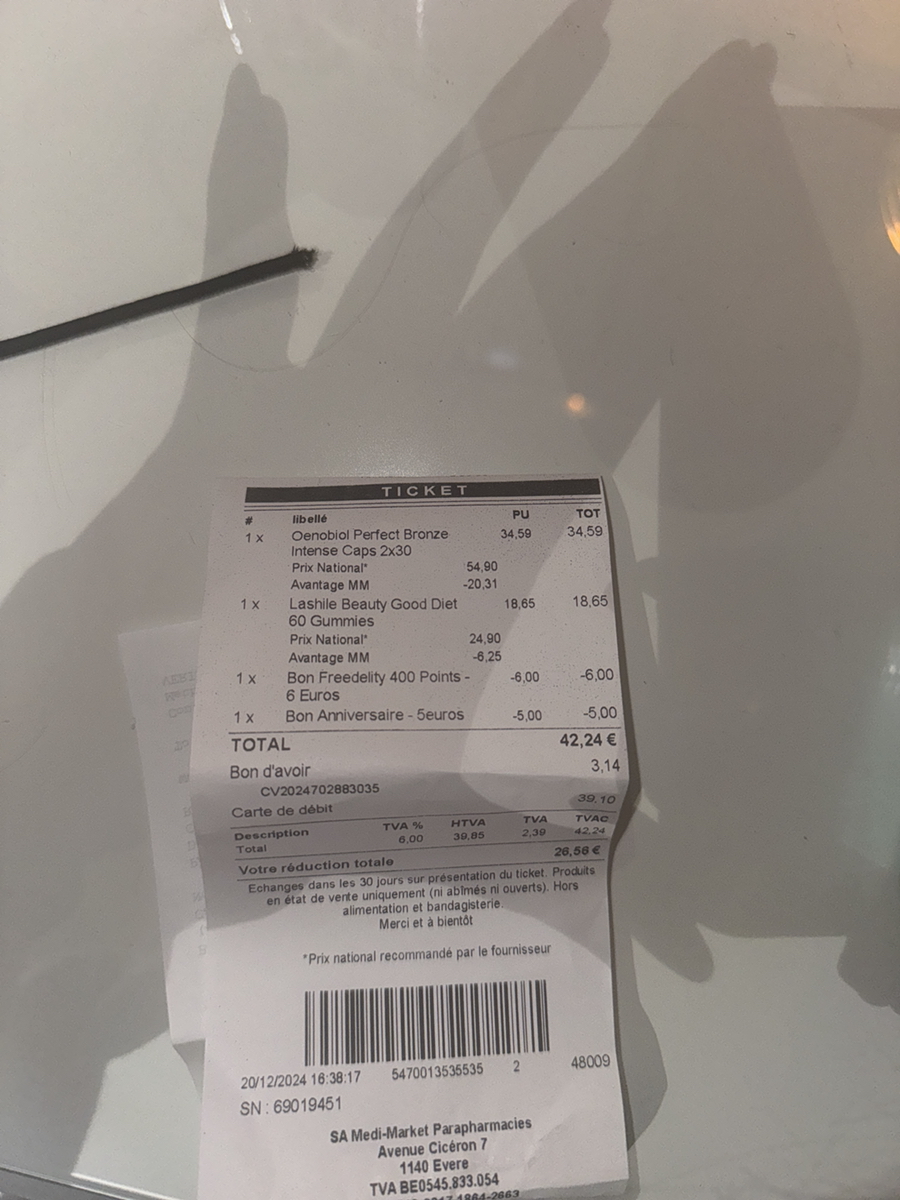 TICKET
# libellé PU TOT
1 x Oenobiol Perfect Bronze 34,59 34,59
Intense Caps 2x30
Prix National* 54,90
Avantage MM -20,31
1 x Lashile Beauty Good Diet 18,65 18,65
60 Gummies
Prix National* 24,90
Avantage MM -6,25
1 x Bon Freedelity 400 Points - -6,00 -6,00
6 Euros
1 x Bon Anniversaire - 5euros -5,00 -5,00
TOTAL 42,24 €
Bon d'avoir 3,14
CV2024702883035
Carte de débit 39,10
Description TVA % HTVA TVA TVAC
Total 6,00 39,85 2,39 42,24
Votre réduction totale 26,56 €
Echanges dans les 30 jours sur présentation du ticket. Produits
en état de vente uniquement (ni abîmés ni ouverts). Hors
alimentation et bandagisterie.
Merci et à bientôt
*Prix national recommandé par le fournisseur
20/12/2024 16:38:17 5470013535535 2 48009
SN : 69019451
SA Medi-Market Parapharmacies
Avenue Cicéron 7
1140 Evere
TVA BE0545.833.054